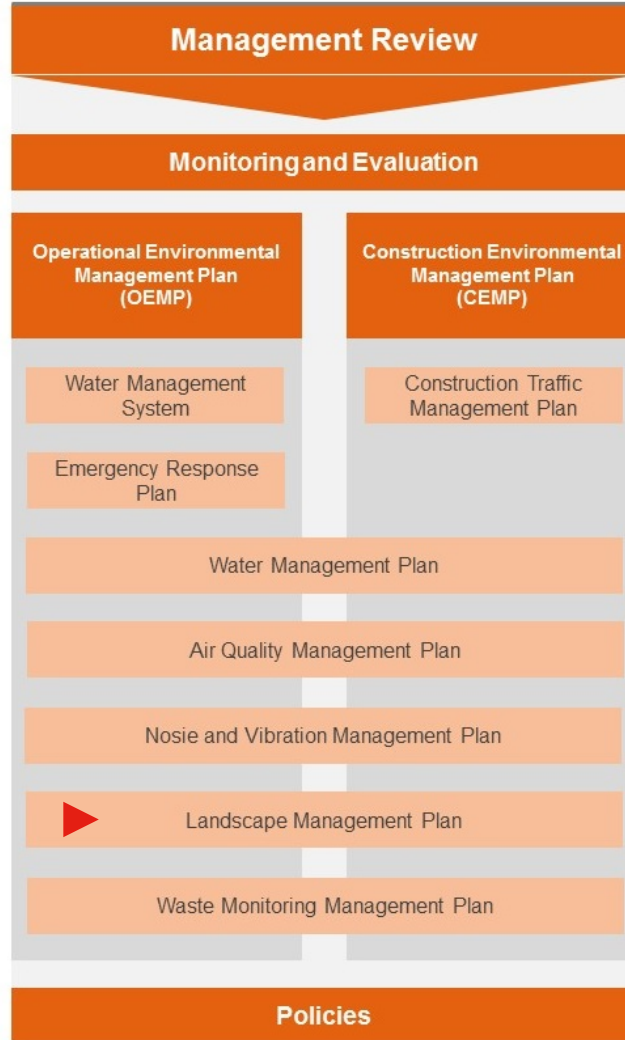 Management Review
Monitoring and Evaluation
Operational Environmental
Management Plan
(OEMP)
Construction Environmental
Management Plan
(CEMP)
Water Management
System
Construction Traffic
Management Plan
Emergency Response
Plan
Water Management Plan
Air Quality Management Plan
Nosie and Vibration Management Plan
Landscape Management Plan
Waste Monitoring Management Plan
Policies